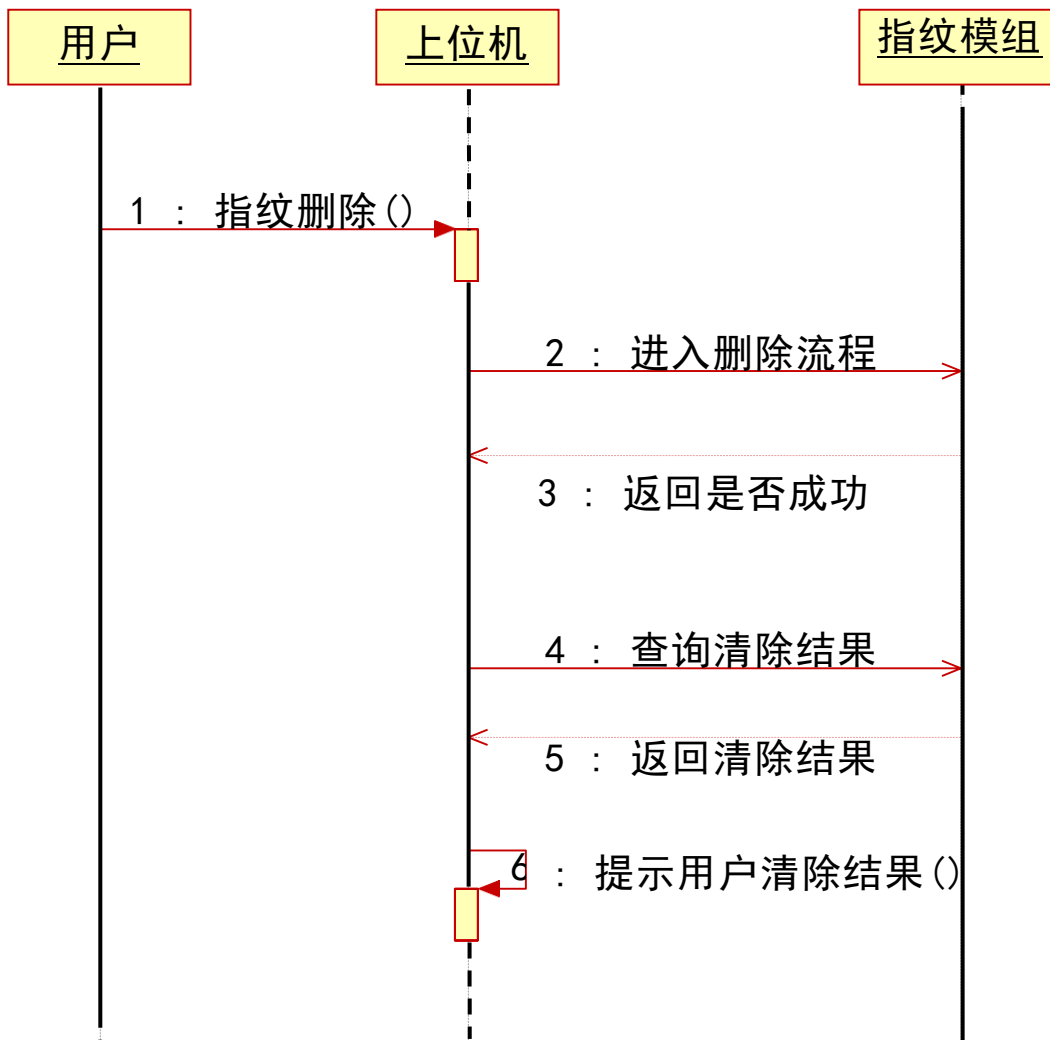 用户
上位机
指纹模组
1 : 指纹删除()
2 : 进入删除流程
3 : 返回是否成功
4 : 查询清除结果
5 : 返回清除结果
6 : 提示用户清除结果()